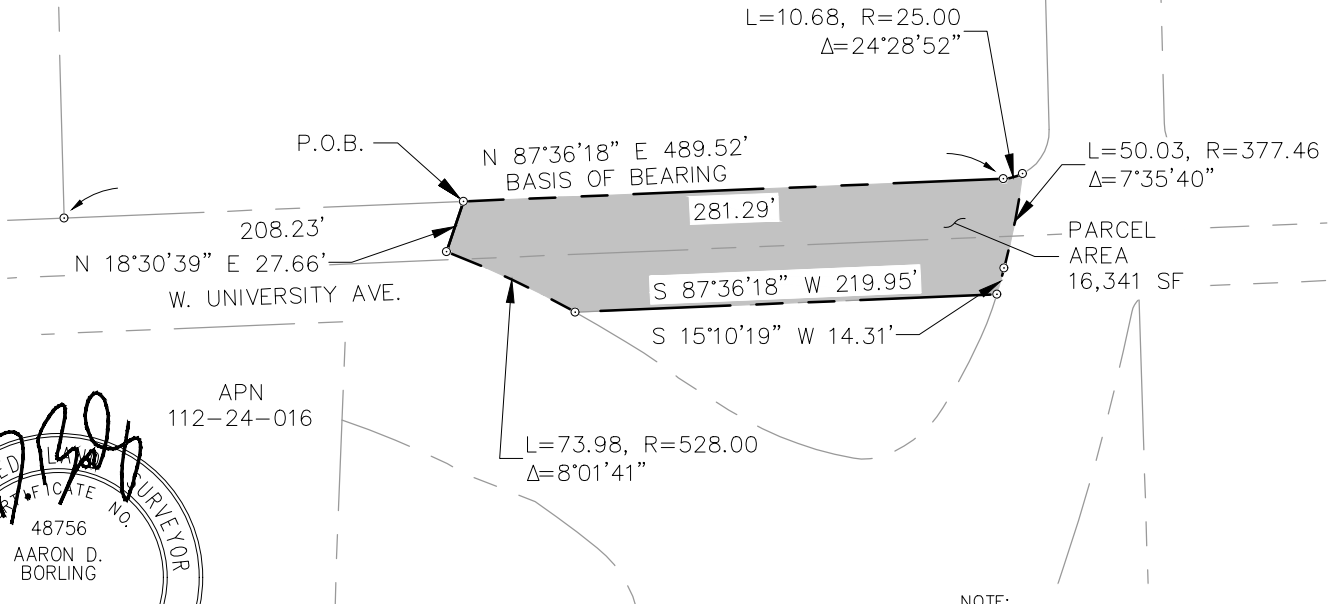 L=10.68, R=25.00
Δ=24°28'52"
P.O.B.
N 87°36'18" E 489.52'
BASIS OF BEARING
L=50.03, R=377.46
Δ=7°35'40"
281.29'
208.23'
PARCEL
AREA
16,341 SF
N 18°30'39" E 27.66'
S 87°36'18" W 219.95'
W. UNIVERSITY AVE.
S 15°10'19" W 14.31'
APN
112-24-016
L=73.98, R=528.00
Δ=8°01'41"
LAND SURVEYOR
CERTIFICATE NO.
48756
AARON D.
BORLING
NOTE: